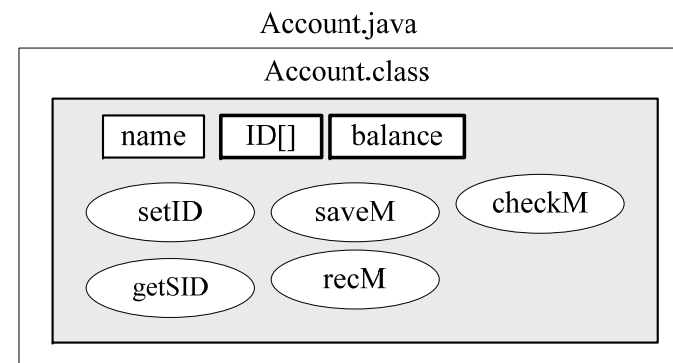 Account.java
Account.class
name ID[] balance
setID saveM checkM
getSID recM